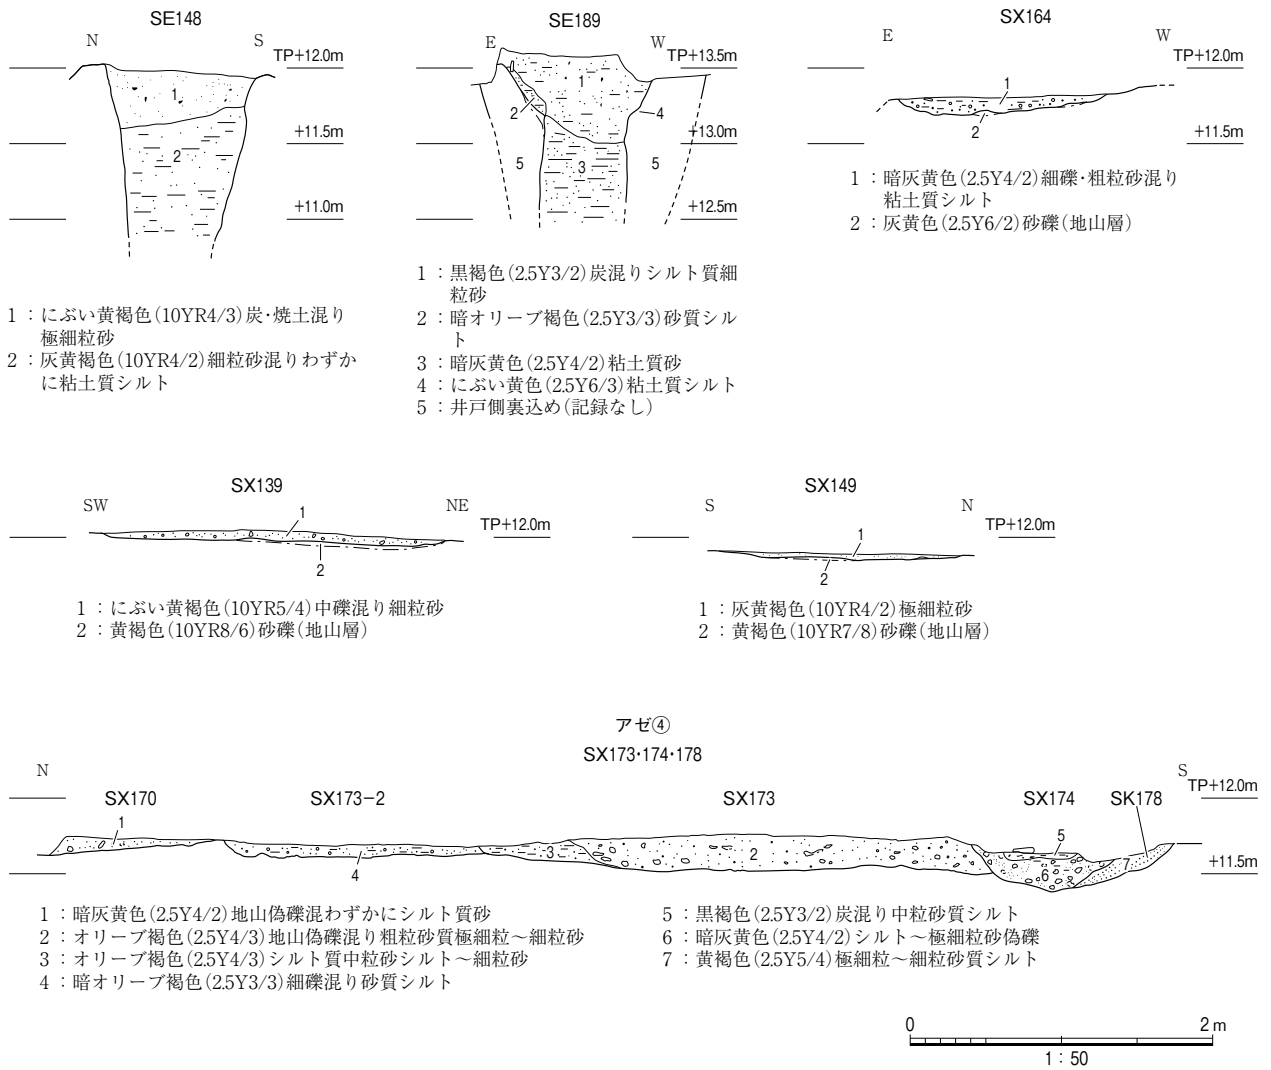 SE148
N
S
TP+12.0m
1
+11.5m
2
+11.0m
1：にぶい黄褐色(10YR4/3)炭･焼土混り
極細粒砂
2：灰黄褐色(10YR4/2)細粒砂混りわずか
に粘土質シルト
SE189
E
W
TP+13.5m
1
2
4
+13.0m
5
3
5
+12.5m
1：黒褐色(2.5Y3/2)炭混りシルト質細
粒砂
2：暗オリーブ褐色(2.5Y3/3)砂質シル
ト
3：暗灰黄色(2.5Y4/2)粘土質砂
4：にぶい黄色(2.5Y6/3)粘土質シルト
5：井戸側裏込め(記録なし)
SX164
E
W
TP+12.0m
1
2
+11.5m
1：暗灰黄色(2.5Y4/2)細礫･粗粒砂混り
粘土質シルト
2：灰黄色(2.5Y6/2)砂礫(地山層)
SX139
SW
NE
TP+12.0m
1
2
1：にぶい黄褐色(10YR5/4)中礫混り細粒砂
2：黄褐色(10YR8/6)砂礫(地山層)
SX149
S
N
TP+12.0m
1
2
1：灰黄褐色(10YR4/2)極細粒砂
2：黄褐色(10YR7/8)砂礫(地山層)
アゼ④
SX173･174･178
N
S
TP+12.0m
SX170
SX173−2
SX173
SX174
SK178
1
5
3
2
7
+11.5m
4
6
1：暗灰黄色(2.5Y4/2)地山偽礫混わずかにシルト質砂
2：オリーブ褐色(2.5Y4/3)地山偽礫混り粗粒砂質極細粒～細粒砂
3：オリーブ褐色(2.5Y4/3)シルト質中粒砂シルト～細粒砂
4：暗オリーブ褐色(2.5Y3/3)細礫混り砂質シルト
5：黒褐色(2.5Y3/2)炭混り中粒砂質シルト
6：暗灰黄色(2.5Y4/2)シルト～極細粒砂偽礫
7：黄褐色(2.5Y5/4)極細粒～細粒砂質シルト
0
2m
1：50